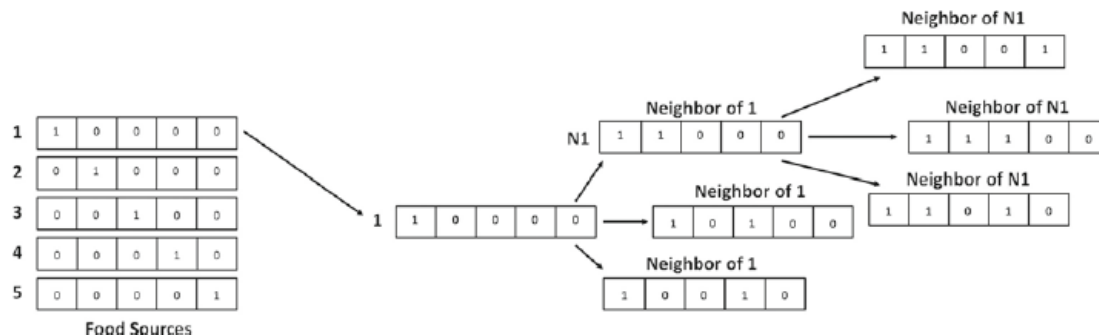 Neighbor of N1
1 1 0 0 1
Neighbor of 1
N1 1 1 0 0 0
Neighbor of N1
1 1 1 0 0
Neighbor of N1
1 1 0 1 0
1 1 0 0 0 0
2 0 1 0 0 0
3 0 0 1 0 0
4 0 0 0 1 0
5 0 0 0 0 1
Food Sources
1 1 0 0 0 0
Neighbor of 1
1 0 1 0 0
Neighbor of 1
1 0 0 1 0